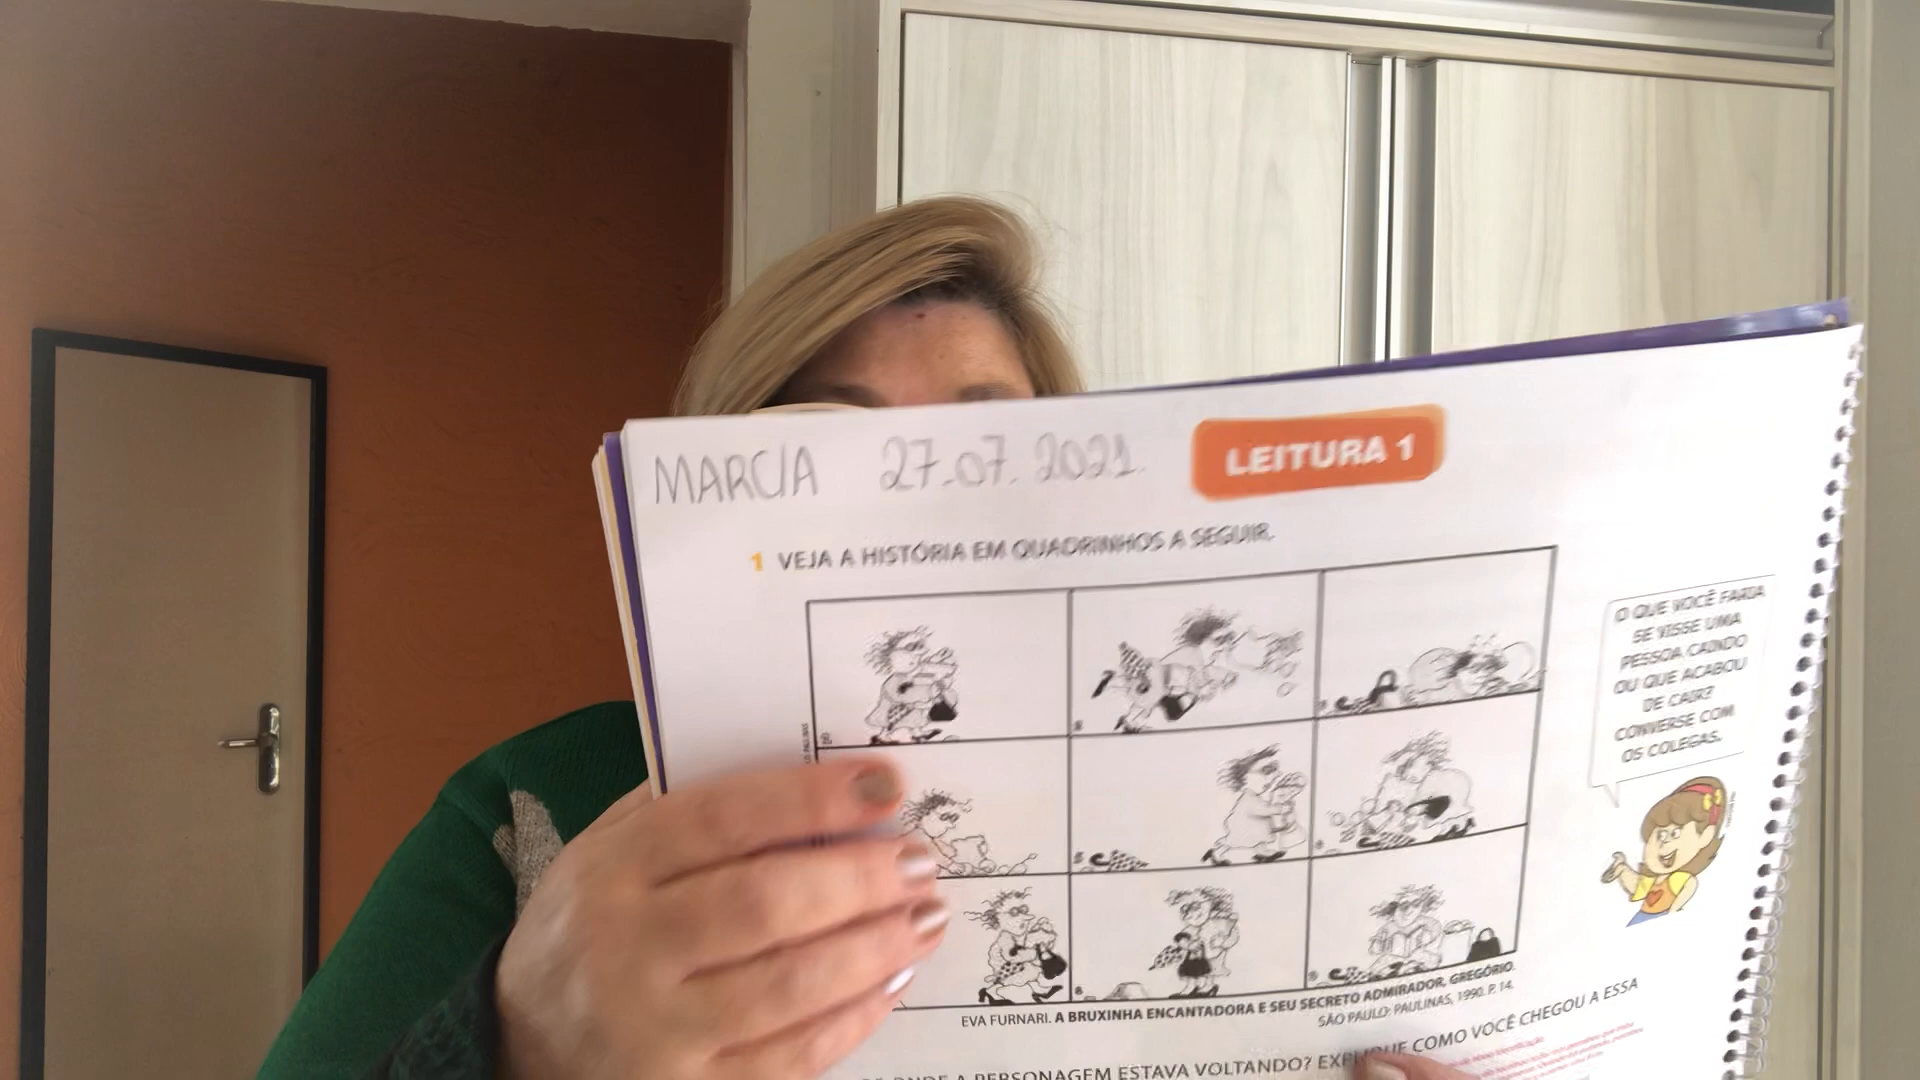 MARCIA 27.07.2021.
LEITURA 1
1 VEJA A HISTÓRIA EM QUADRINHOS A SEGUIR.
O QUE VOCÊ FARIA
SE VISSE UMA
PESSOA CAINDO
OU QUE ACABOU
DE CAIR?
CONVERSE COM
OS COLEGAS.
EVA FURNARI. A BRUXINHA ENCANTADORA E SEU SECRETO ADMIRADOR, GREGÓRIO.
SÃO PAULO: PAULINAS, 1990. P. 14.
ONDE A PERSONAGEM ESTAVA VOLTANDO? EXPLIQUE COMO VOCÊ CHEGOU A ESSA